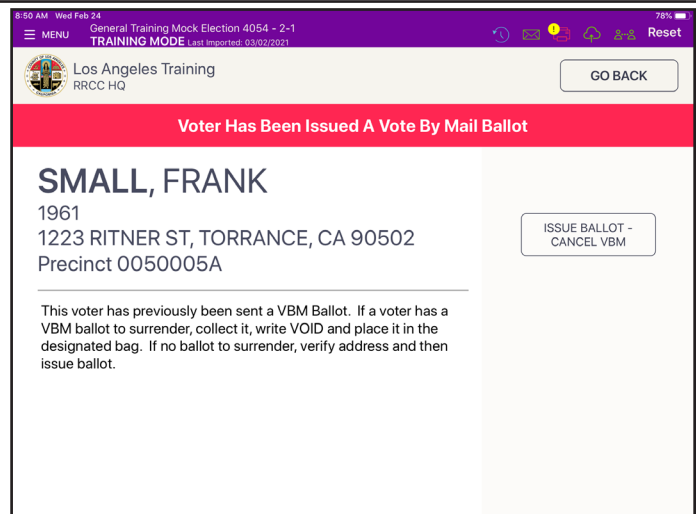 8:50 AM Wed Feb 24
78%
MENU
General Training Mock Election 4054 - 2-1
TRAINING MODE Last Imported: 03/02/2021
Reset
Los Angeles Training
RRCC HQ
GO BACK
Voter Has Been Issued A Vote By Mail Ballot
SMALL, FRANK
1961
1223 RITNER ST, TORRANCE, CA 90502
Precinct 0050005A
ISSUE BALLOT -
CANCEL VBM
This voter has previously been sent a VBM Ballot. If a voter has a
VBM ballot to surrender, collect it, write VOID and place it in the
designated bag. If no ballot to surrender, verify address and then
issue ballot.